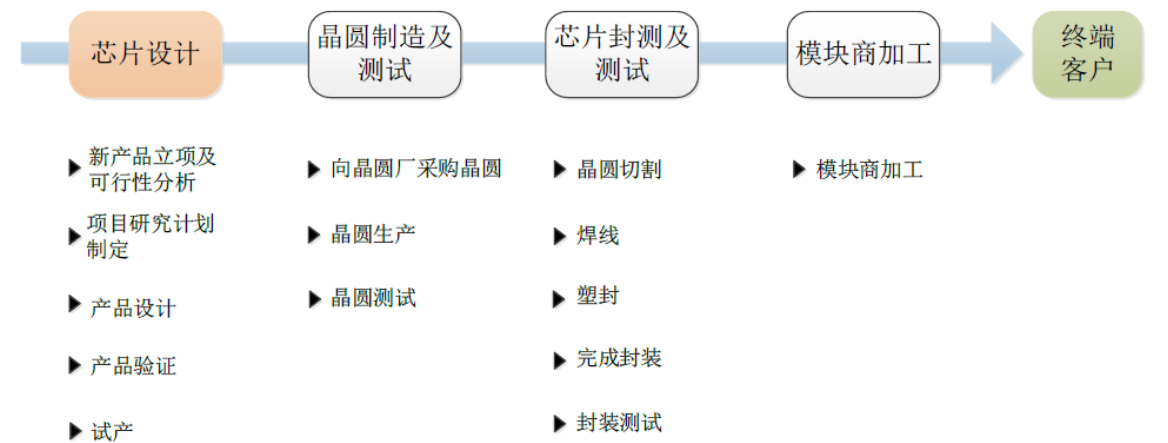 芯片设计
晶圆制造及
测试
芯片封测及
测试
模块商加工
终端
客户
新产品立项及
可行性分析
项目研究计划
制定
产品设计
产品验证
试产
向晶圆厂采购晶圆
晶圆生产
晶圆测试
晶圆切割
焊线
塑封
完成封装
封装测试
模块商加工